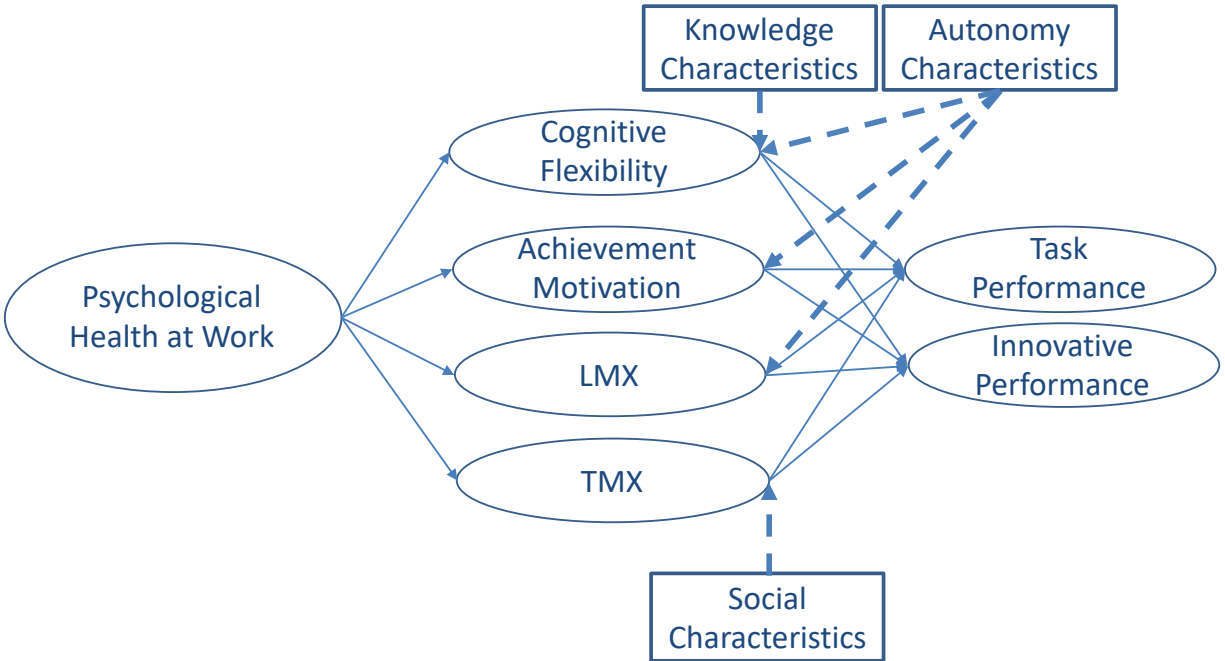 Knowledge
Characteristics
Autonomy
Characteristics
Cognitive
Flexibility
Achievement
Motivation
Task
Performance
Psychological
Health at Work
LMX
Innovative
Performance
TMX
Social
Characteristics